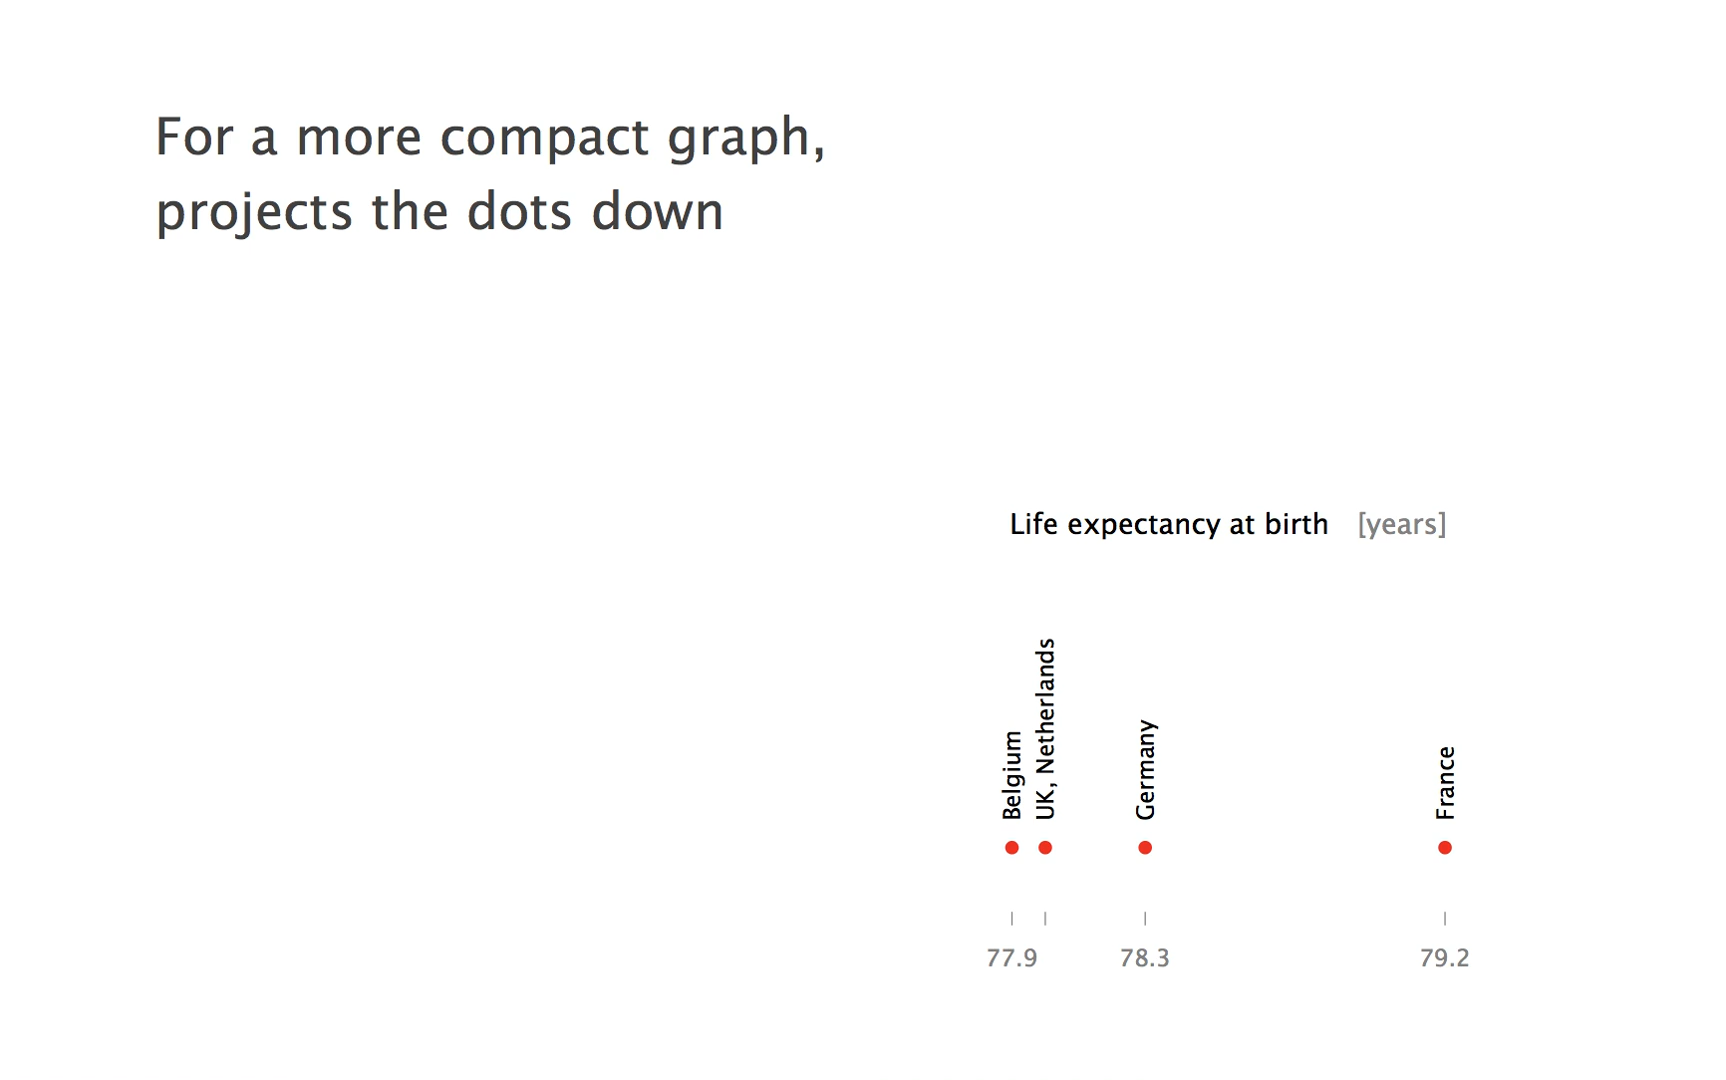 For a more compact graph,
projects the dots down
Life expectancy at birth [years]
Belgium
UK, Netherlands
Germany
France
77.9
78.3
79.2